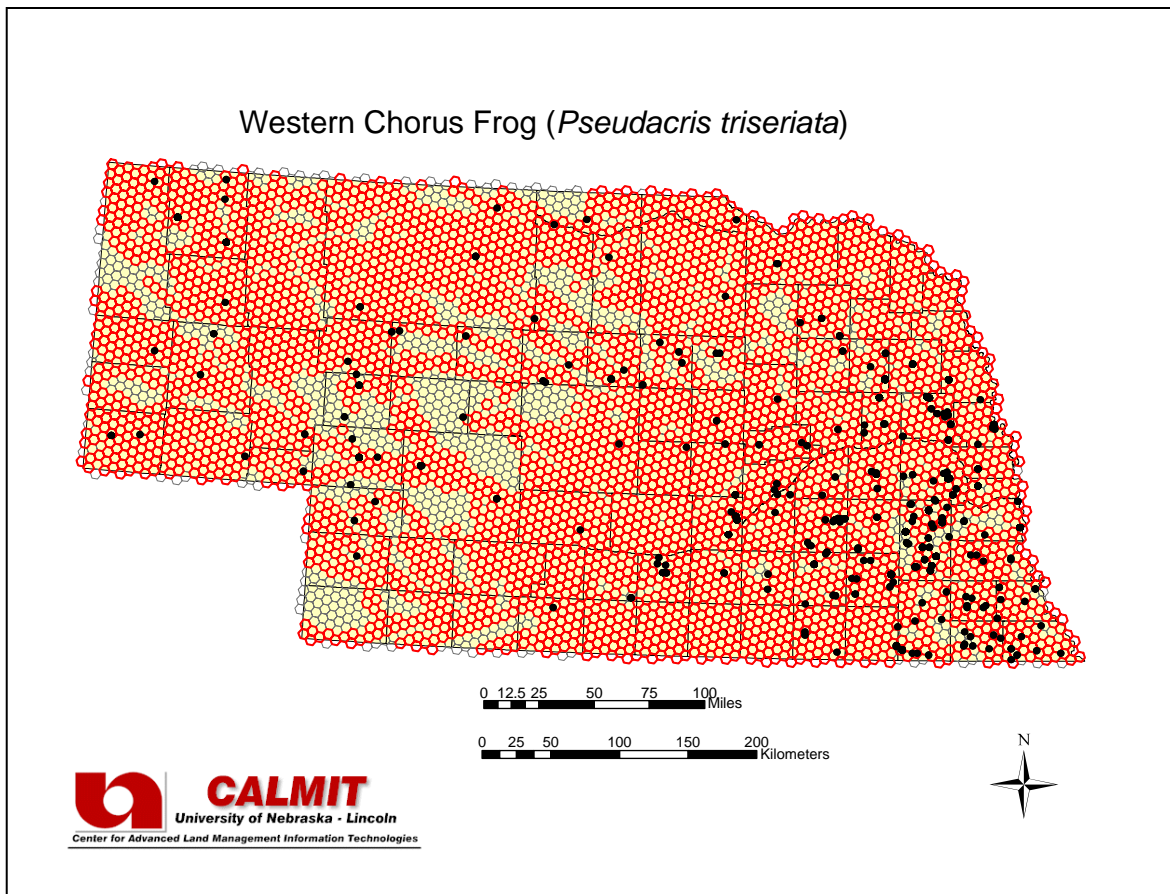 Western Chorus Frog (Pseudacris triseriata)
0 12.5 25 50 75 100
Miles
0 25 50 100 150 200
Kilometers
N
CALMIT
University of Nebraska - Lincoln
Center for Advanced Land Management Information Technologies